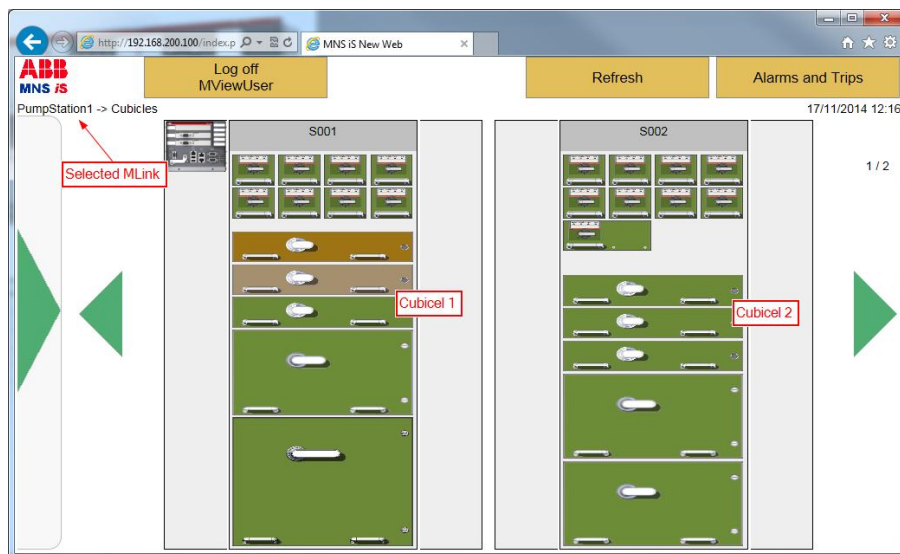 http://192.168.200.100/index.p
MNS iS New Web
ABB
MNS iS
Log off
MViewUser
Refresh
Alarms and Trips
PumpStation1 -> Cubicles
17/11/2014 12:16
S001
S002
1 / 2
Selected MLink
Cubicel 1
Cubicel 2